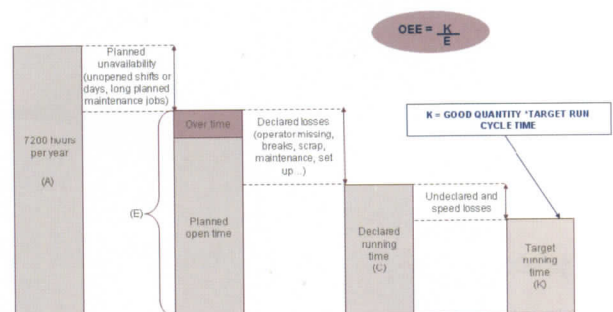 OEE = K
E
Planned
unavailability
(unopened shifts or
days, long planned
maintenance jobs)
7200 hours
per year
(A)
Over time
Planned
open time
(E)
Declared losses
(operator missing,
breaks, scrap,
maintenance, set
up...)
K = GOOD QUANTITY *TARGET RUN
CYCLE TIME
Declared
running
time
(C)
Undeclared and
speed losses
Target
running
time
(K)